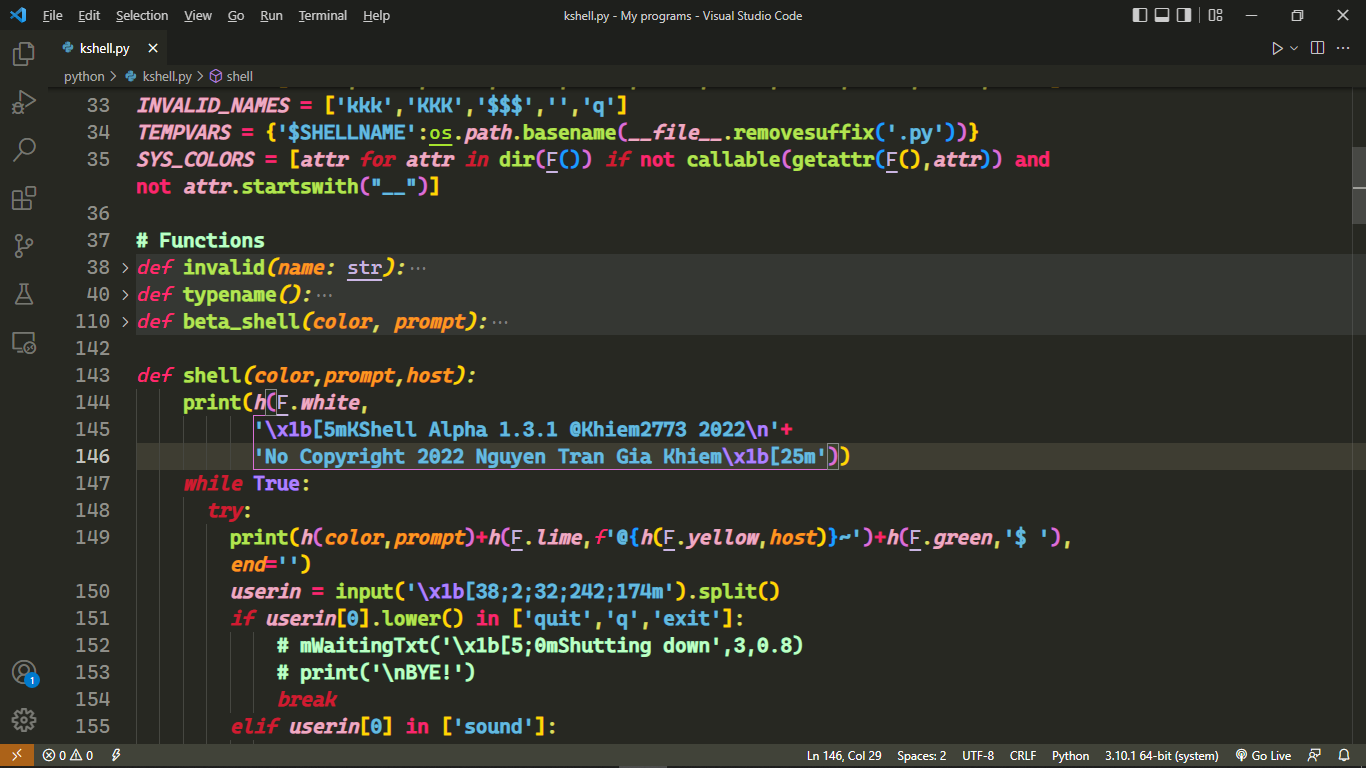 File Edit Selection View Go Run Terminal Help kshell.py - My programs - Visual Studio Code
kshell.py
python > kshell.py > shell
33 INVALID_NAMES = ['kkk','KKK','$$$','','q']
34 TEMPVARS = {'$SHELLNAME':os.path.basename(__file__.removesuffix('.py'))}
35 SYS_COLORS = [attr for attr in dir(F()) if not callable(getattr(F(),attr)) and
not attr.startswith("__")]
36
37 # Functions
38 def invalid(name: str):···
40 def typename():···
110 def beta_shell(color, prompt):···
142
143 def shell(color,prompt,host):
144 print(h(F.white,
145 '\x1b[5mKShell Alpha 1.3.1 @Khiem2773 2022\n'+
146 'No Copyright 2022 Nguyen Tran Gia Khiem\x1b[25m'))
147 while True:
148 try:
149 print(h(color,prompt)+h(F.lime,f'@{h(F.yellow,host)}~')+h(F.green,'$ '),
end='')
150 userin = input('\x1b[38;2;32;242;174m').split()
151 if userin[0].lower() in ['quit','q','exit']:
152 # mWaitingTxt('\x1b[5;0mShutting down',3,0.8)
153 # print('\nBYE!')
154 break
155 elif userin[0] in ['sound']:
1
0 0 Ln 146, Col 29 Spaces: 2 UTF-8 CRLF Python 3.10.1 64-bit (system) Go Live